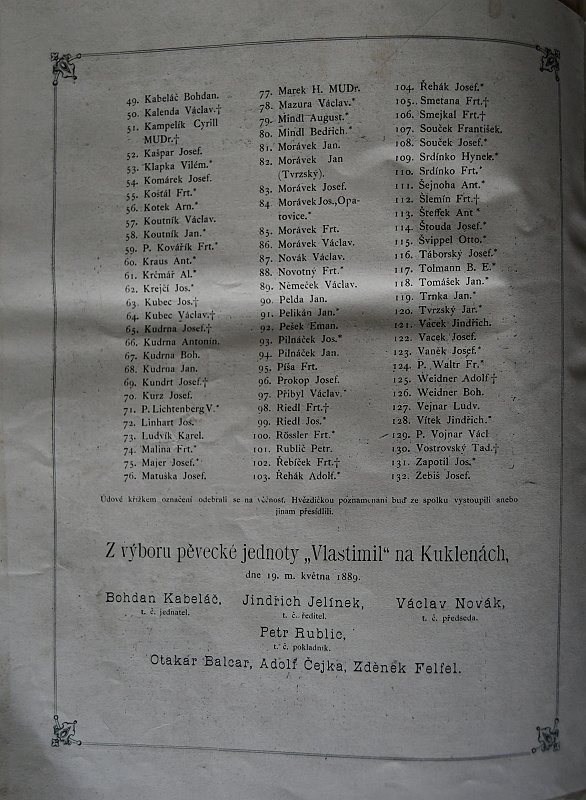 49. Kabeláč Bohdan.
50. Kalenda Václav.†
51. Kampelík Cyrill
MUDr.†
52. Kašpar Josef.
53. Klapka Vilém.*
54. Komárek Josef.
55. Košťál Frt.*
56. Kotek Arn.*
57. Koutník Václav.
58. Koutník Jan.*
59. P. Kovářík Frt.*
60. Kraus Ant.*
61. Krčmář Al.*
62. Krejčí Jos.*
63. Kubec Jos.†
64. Kubec Václav.†
65. Kudrna Josef.†
66. Kudrna Antonín.
67. Kudrna Boh.
68. Kudrna Jan.
69. Kundrt Josef.†
70. Kurz Josef.
71. P. Lichtenberg V.*
72. Linhart Jos.
73. Ludvík Karel.
74. Malina Frt.*
75. Majer Josef.*
76. Matuška Josef.
77. Marek H. MUDr.
78. Mazura Václav.*
79. Mindl August.*
80. Mindl Bedřich.*
81. Morávek Jan.
82. Morávek Jan
(Tvrzský).
83. Morávek Josef.
84 Morávek Jos., Opa-
tovice.*
85. Morávek Frt.
86. Morávek Václav.
87. Novák Václav.
88. Novotný Frt.*
89. Němeček Václav.
90. Pelda Jan.
91. Pelikán Jan.*
92. Pešek Eman.
93. Pilnáček Jos.*
94. Pilnáček Jan.
95. Píša Frt.
96. Prokop Josef.
97. Přibyl Václav.*
98. Riedl Frt.†
99. Riedl Jos.*
100. Rössler Frt.*
101. Rublič Petr.
102. Řebíček Frt.†
103. Řehák Adolf.*
104. Řehák Josef.*
105. Smetana Frt.†
106. Smejkal Frt.†
107. Souček František.
108. Souček Josef.*
109. Srdínko Hynek.*
110. Srdínko Frt.*
111. Šejnoha Ant.*
112. Šlemín Frt.†
113. Šteffek Ant*
114. Štouda Josef.*
115. Švippel Otto.*
116. Táborský Josef.*
117. Tolmann B. E.*
118. Tomášek Jan.*
119. Trnka Jan.*
120. Tvrzský Jar.*
121. Vacek Jindřich.
122. Vacek Josef.
123. Vaněk Josef.*
124. P. Waltr Fr.*
125. Weidner Adolf†
126. Weidner Boh.
127. Vejnar Ludv.
128. Vítek Jindřich.*
129. P. Vojnar Václ
130. Vostrovský Tad.†
131. Zapotil Jos.*
132. Žebiš Josef.
Údové křížkem označení odebrali se na věčnost. Hvězdičkou poznamenaní buď ze spolku vystoupili anebo
jinam přesídlili.
Z výboru pěvecké jednoty „Vlastimil" na Kuklenách,
dne 19. m. května 1889.
Bohdan Kabeláč, Jindřich Jelínek, Václav Novák,
t. č. jednatel. t. č. ředitel. t. č. předseda.
Petr Rublic,
t. č. pokladník.
Otakar Balcar, Adolf Čejka, Zděněk Felfel.